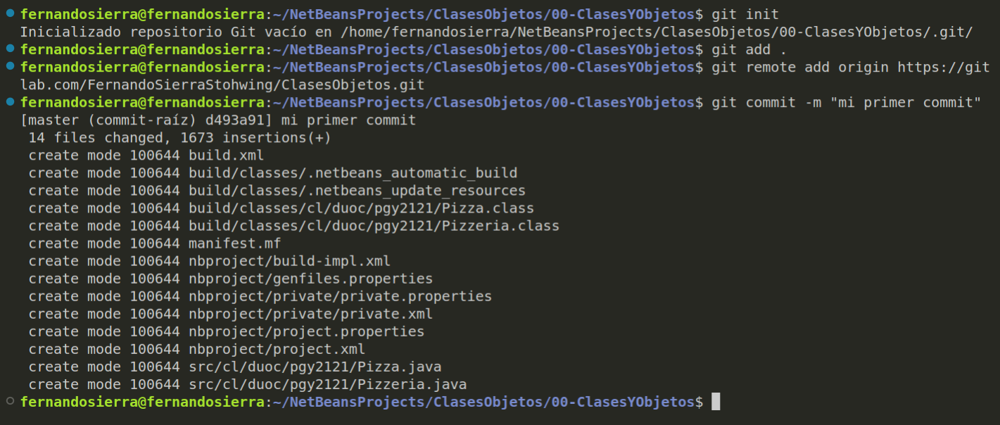 fernandosierra@fernandosierra:~/NetBeansProjects/ClasesObjetos/00-ClasesYObjetos$ git init
Inicializado repositorio Git vacío en /home/fernandosierra/NetBeansProjects/ClasesObjetos/00-ClasesYObjetos/.git/
fernandosierra@fernandosierra:~/NetBeansProjects/ClasesObjetos/00-ClasesYObjetos$ git add .
fernandosierra@fernandosierra:~/NetBeansProjects/ClasesObjetos/00-ClasesYObjetos$ git remote add origin https://git
lab.com/FernandoSierraStohwing/ClasesObjetos.git
fernandosierra@fernandosierra:~/NetBeansProjects/ClasesObjetos/00-ClasesYObjetos$ git commit -m "mi primer commit"
[master (commit-raíz) d493a91] mi primer commit
 14 files changed, 1673 insertions(+)
 create mode 100644 build.xml
 create mode 100644 build/classes/.netbeans_automatic_build
 create mode 100644 build/classes/.netbeans_update_resources
 create mode 100644 build/classes/cl/duoc/pgy2121/Pizza.class
 create mode 100644 build/classes/cl/duoc/pgy2121/Pizzeria.class
 create mode 100644 manifest.mf
 create mode 100644 nbproject/build-impl.xml
 create mode 100644 nbproject/genfiles.properties
 create mode 100644 nbproject/private/private.properties
 create mode 100644 nbproject/private/private.xml
 create mode 100644 nbproject/project.properties
 create mode 100644 nbproject/project.xml
 create mode 100644 src/cl/duoc/pgy2121/Pizza.java
 create mode 100644 src/cl/duoc/pgy2121/Pizzeria.java
fernandosierra@fernandosierra:~/NetBeansProjects/ClasesObjetos/00-ClasesYObjetos$